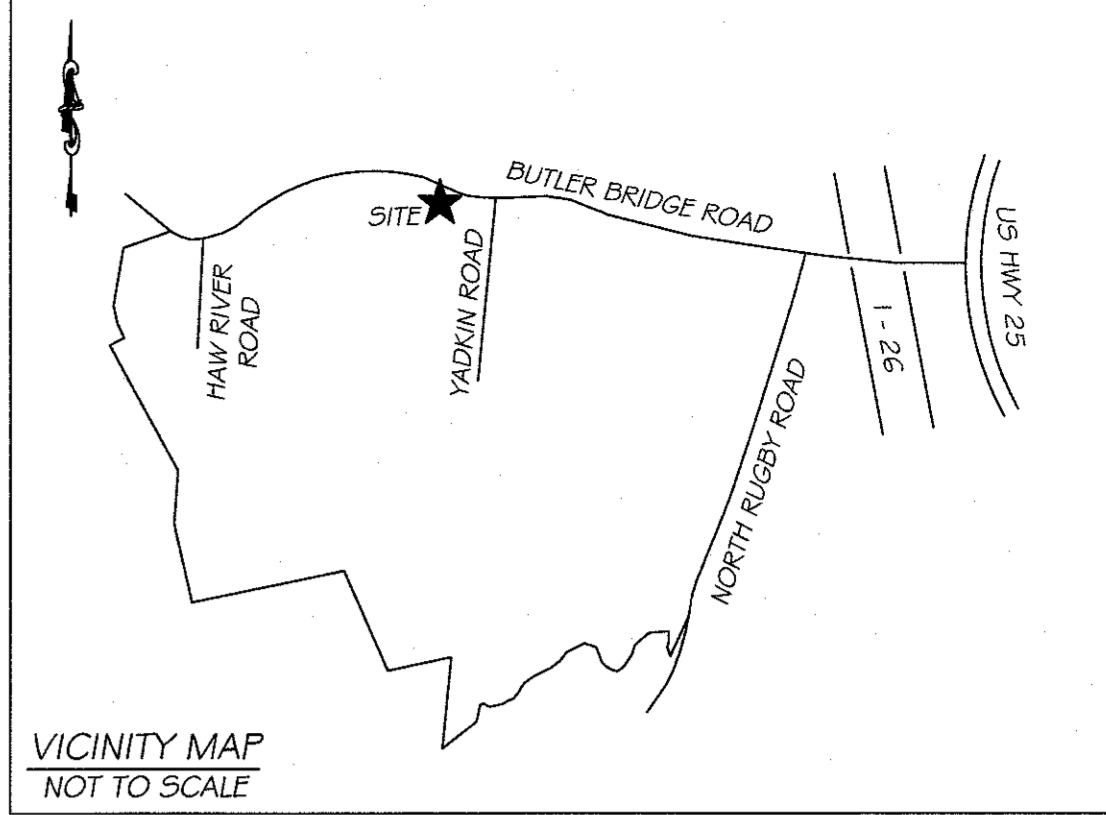 BUTLER BRIDGE ROAD
SITE
YADKIN ROAD
HAW RIVER
ROAD
NORTH RUGBY ROAD
I-26
US HWY 25
VICINITY MAP
NOT TO SCALE